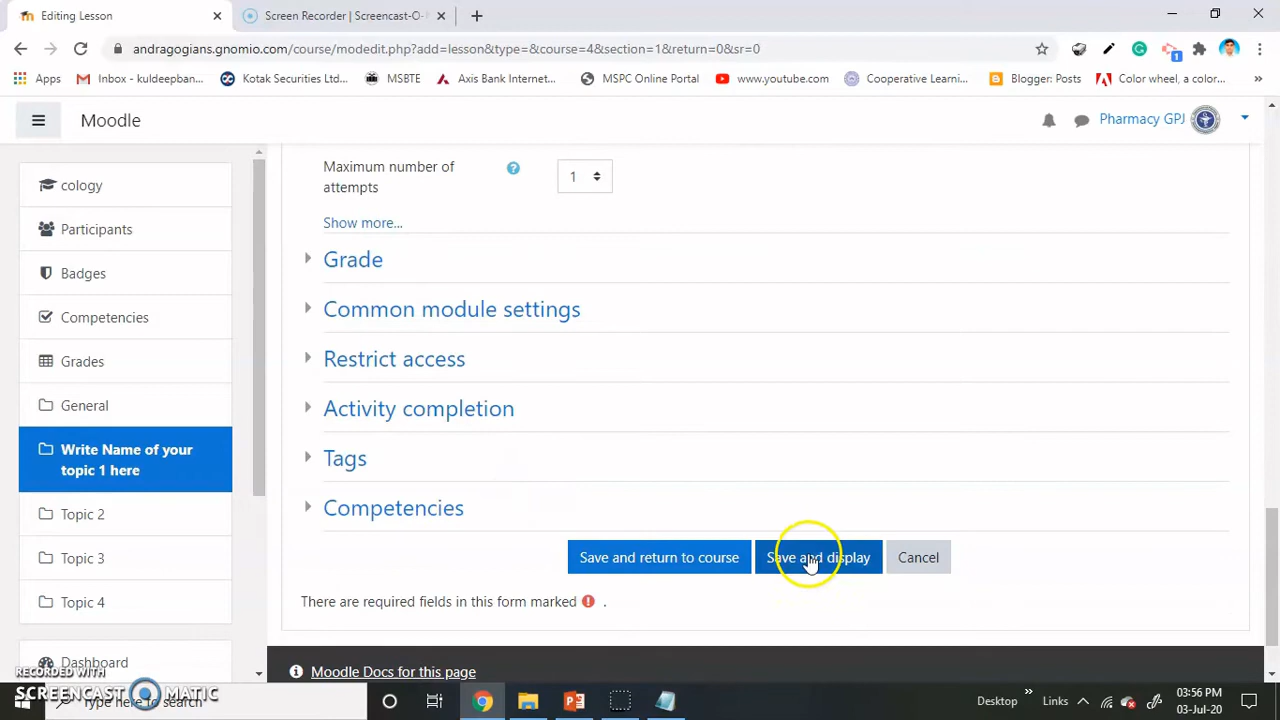 Editing Lesson
Screen Recorder | Screencast-O-
andragogians.gnomio.com/course/modedit.php?add=lesson&type=&course=4&section=1&return=0&sr=0
1
Apps
Inbox - kuldeepban...
Kotak Securities Ltd...
MSBTE
Axis Bank Internet...
MSPC Online Portal
www.youtube.com
Cooperative Learni...
Blogger: Posts
Color wheel, a color...
»
Moodle
Pharmacy GPJ
cology
Participants
Badges
Competencies
Grades
General
Write Name of your
topic 1 here
Topic 2
Topic 3
Topic 4
Dashboard
Maximum number of
attempts
1
Show more...
Grade
Common module settings
Restrict access
Activity completion
Tags
Competencies
Save and return to course
Save and display
Cancel
There are required fields in this form marked .
Moodle Docs for this page
RECORDED WITH
SCREENCAST MATIC
Type here to search
Desktop
»
Links
03:56 PM
03-Jul-20